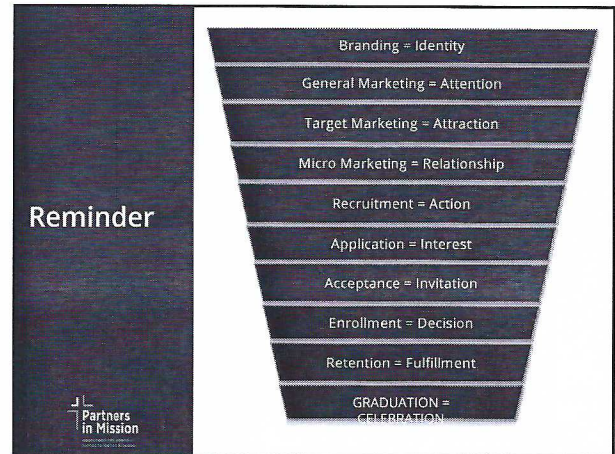 Reminder
Partners
in Mission
Branding = Identity
General Marketing = Attention
Target Marketing = Attraction
Micro Marketing = Relationship
Recruitment = Action
Application = Interest
Acceptance = Invitation
Enrollment = Decision
Retention = Fulfillment
GRADUATION =
CELEBRATION